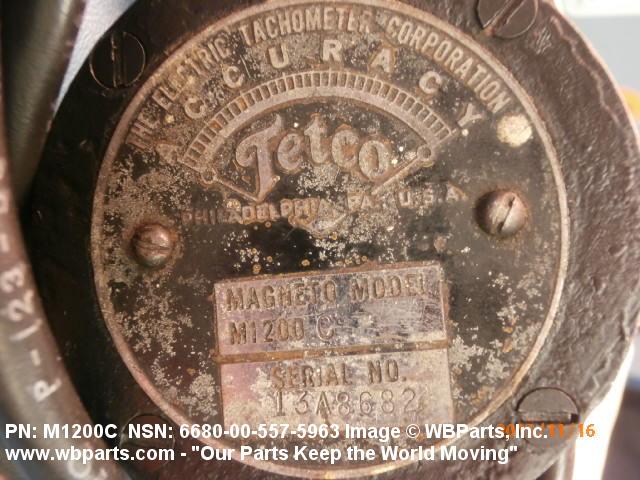 THE ELECTRIC TACHOMETER CORPORATION
ACCURACY
Tetco
PHILADELPHIA PA. U.S.A
MAGNETO MODEL
M1200 C
SERIAL NO.
13A8682
P-123-
PN: M1200C NSN: 6680-00-557-5963 Image © WBParts, Inc.
www.wbparts.com - "Our Parts Keep the World Moving"